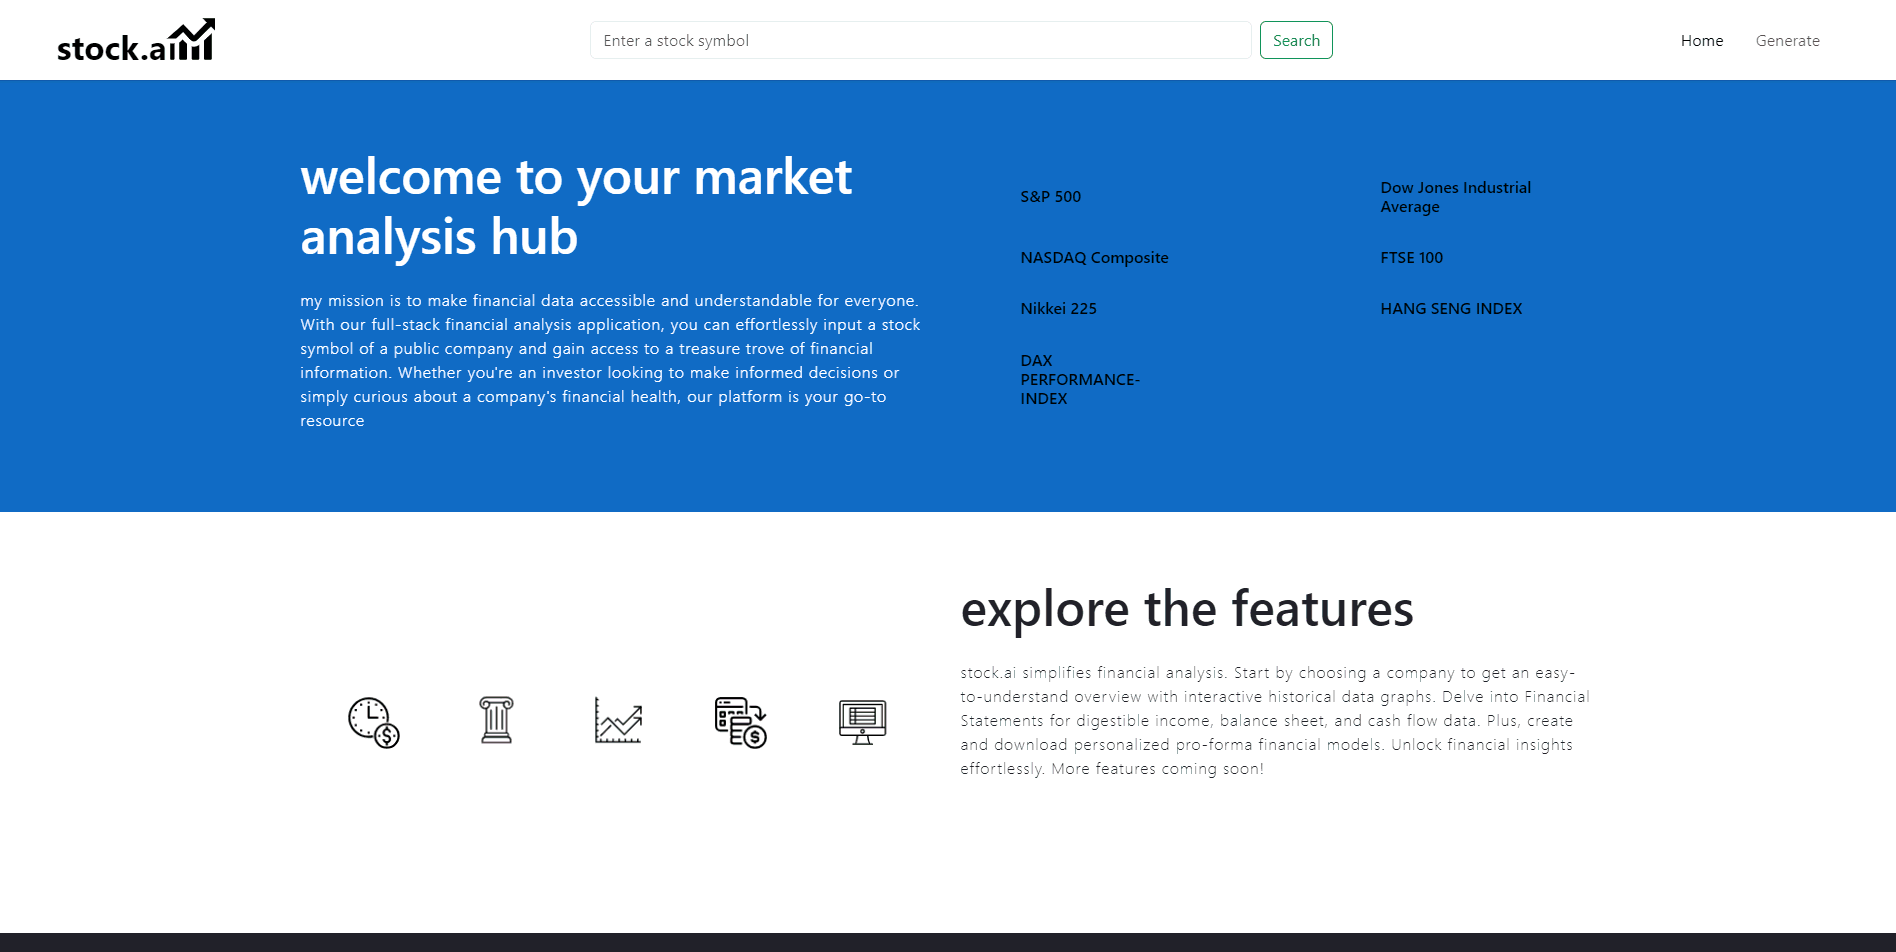 stock.ai
Enter a stock symbol
Search
Home
Generate
welcome to your market
analysis hub
my mission is to make financial data accessible and understandable for everyone.
With our full-stack financial analysis application, you can effortlessly input a stock
symbol of a public company and gain access to a treasure trove of financial
information. Whether you're an investor looking to make informed decisions or
simply curious about a company's financial health, our platform is your go-to
resource
S&P 500
Dow Jones Industrial
Average
NASDAQ Composite
FTSE 100
Nikkei 225
HANG SENG INDEX
DAX
PERFORMANCE-
INDEX
explore the features
stock.ai simplifies financial analysis. Start by choosing a company to get an easy-
to-understand overview with interactive historical data graphs. Delve into Financial
Statements for digestible income, balance sheet, and cash flow data. Plus, create
and download personalized pro-forma financial models. Unlock financial insights
effortlessly. More features coming soon!